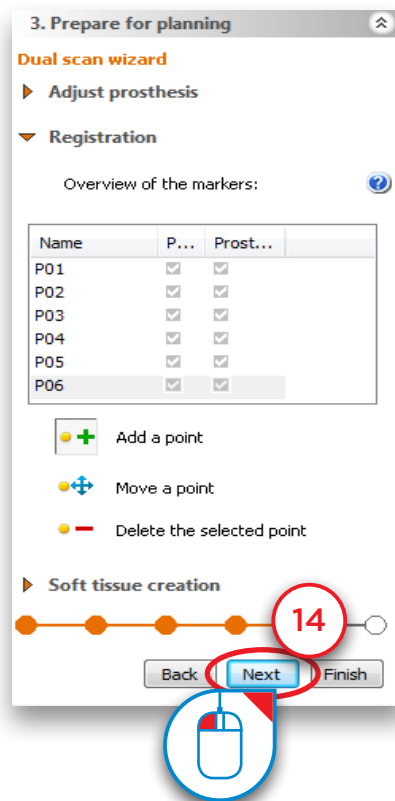 3. Prepare for planning
Dual scan wizard
Adjust prosthesis
Registration
Overview of the markers:
Name P... Prost...
P01
P02
P03
P04
P05
P06
Add a point
Move a point
Delete the selected point
Soft tissue creation
14
Back Next Finish